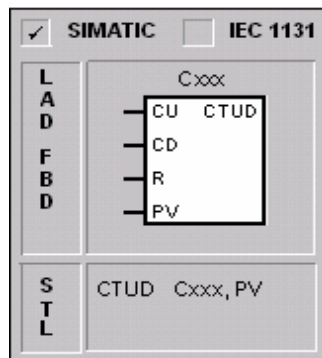 ✓ SIMATIC IEC 1131
L
A
D
F
B
D
Cxxx
CU CTUD
CD
R
PV
S
T
L
CTUD Cxxx, PV